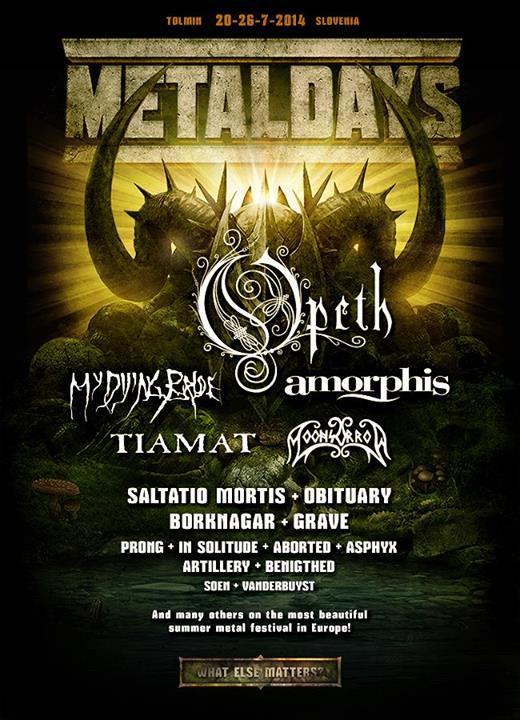 TOLMIN 20-26-7-2014 SLOVENIA
METALDAYS
Opeth
My Dying Bride
amorphis
TIAMAT
MOONSORROW
SALTATIO MORTIS + OBITUARY
BORKNAGAR + GRAVE
PRONG + IN SOLITUDE + ABORTED + ASPHYX
ARTILLERY + BENIGTHED
SOEN + VANDERBUYST
And many others on the most beautiful
summer metal festival in Europe!
WHAT ELSE MATTERS?